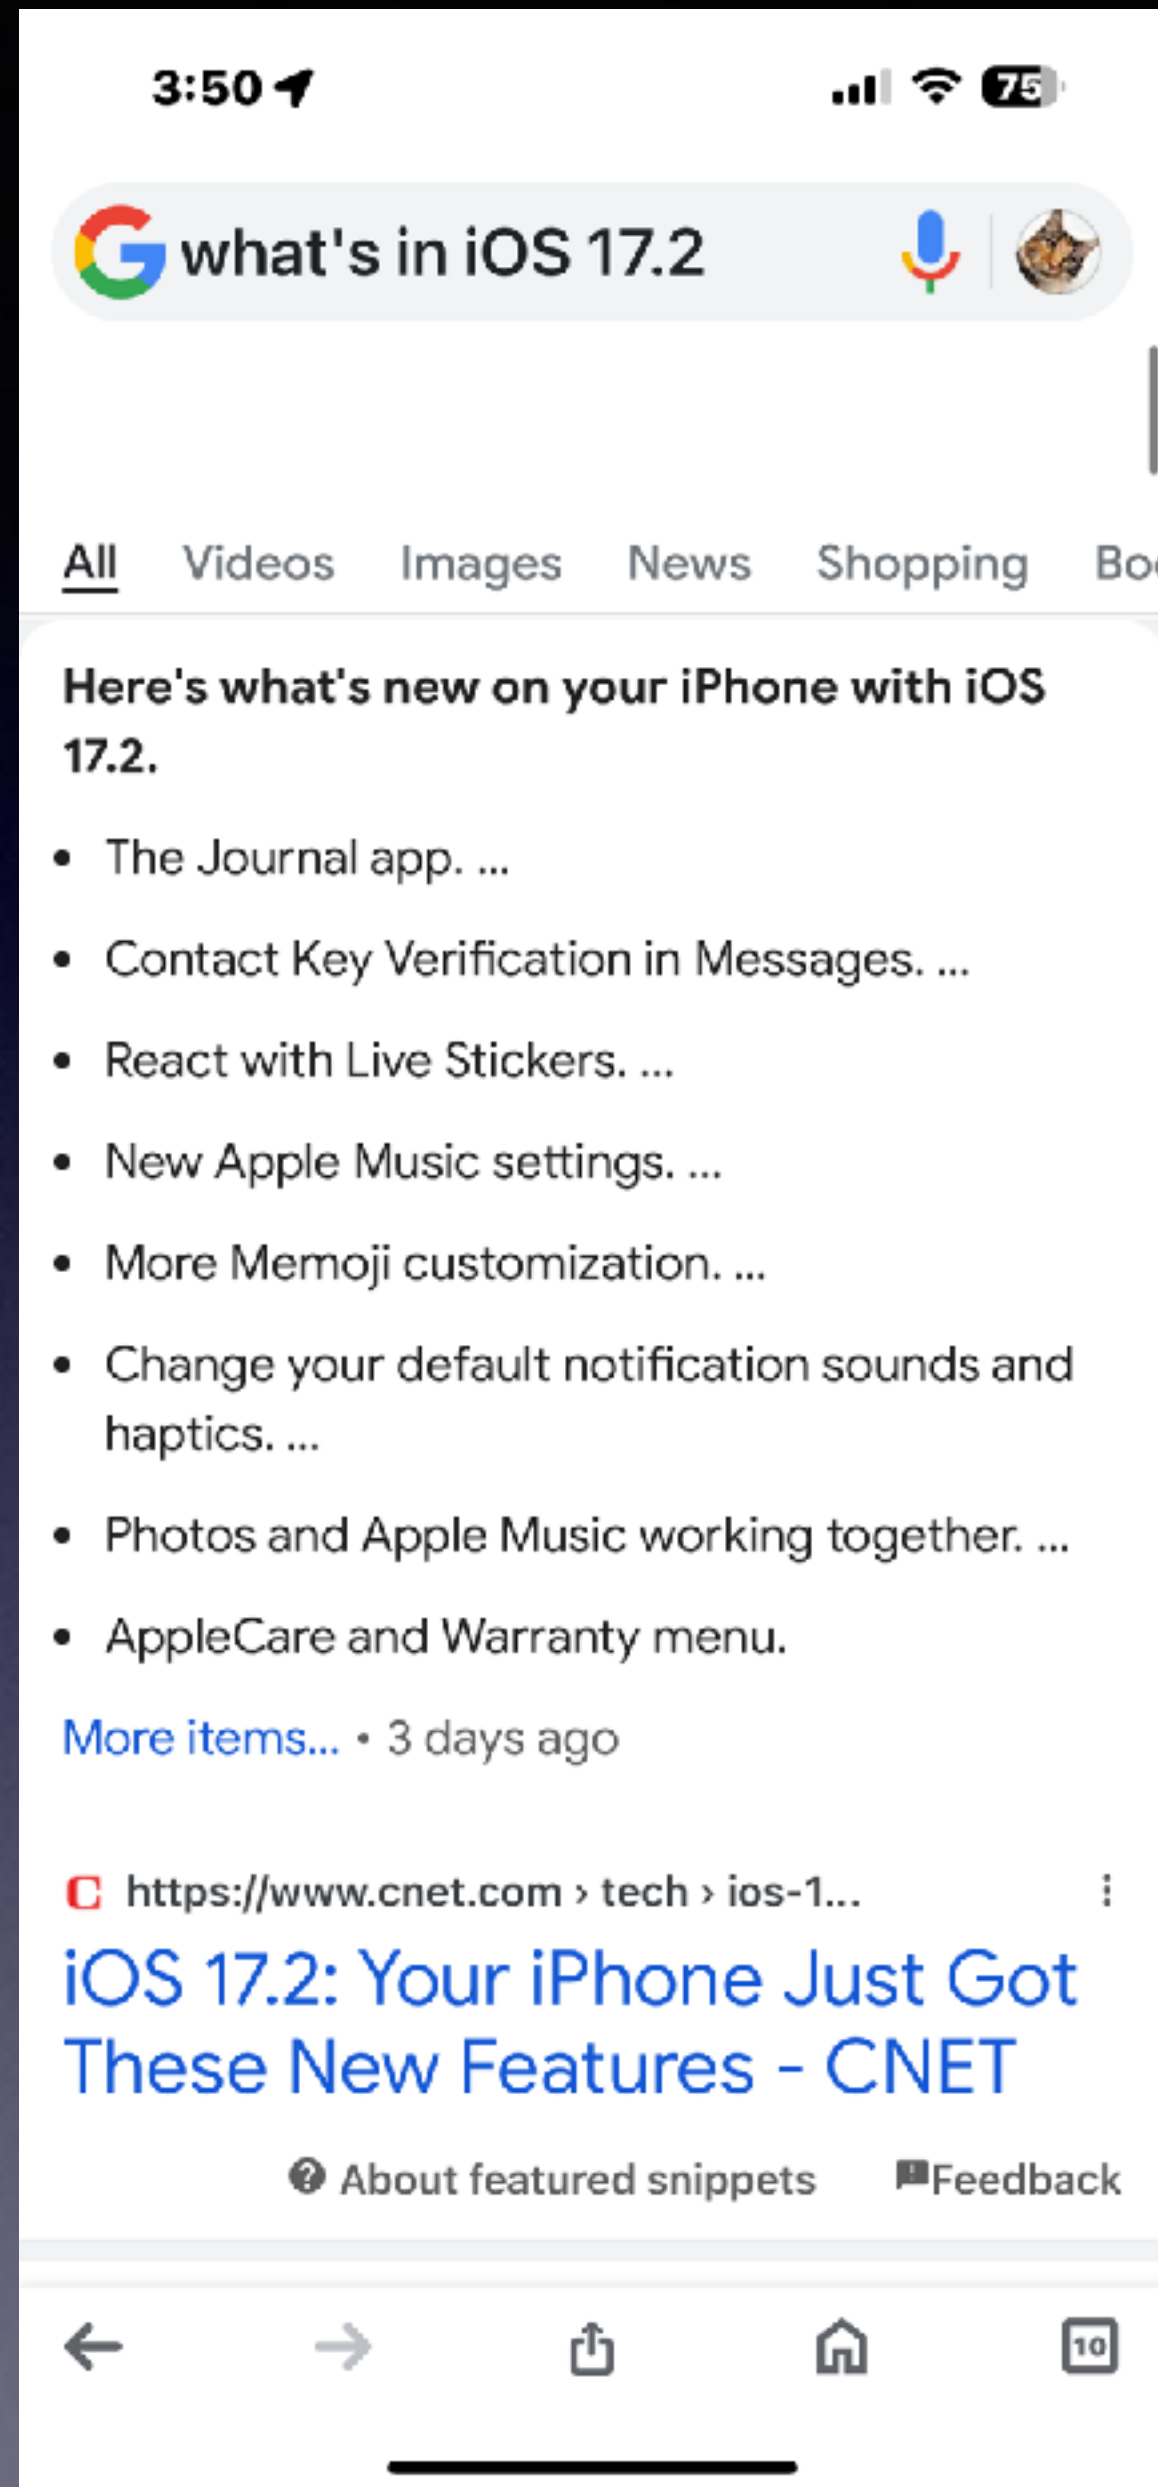 3:50
75
what's in iOS 17.2
All Videos Images News Shopping
Here's what's new on your iPhone with iOS
17.2.
• The Journal app. ...
• Contact Key Verification in Messages. ...
• React with Live Stickers. ...
• New Apple Music settings. ...
• More Memoji customization. ...
• Change your default notification sounds and
haptics. ...
• Photos and Apple Music working together. ...
• AppleCare and Warranty menu.
More items... • 3 days ago
https://www.cnet.com › tech › ios-1...
iOS 17.2: Your iPhone Just Got
These New Features - CNET
About featured snippets Feedback
10